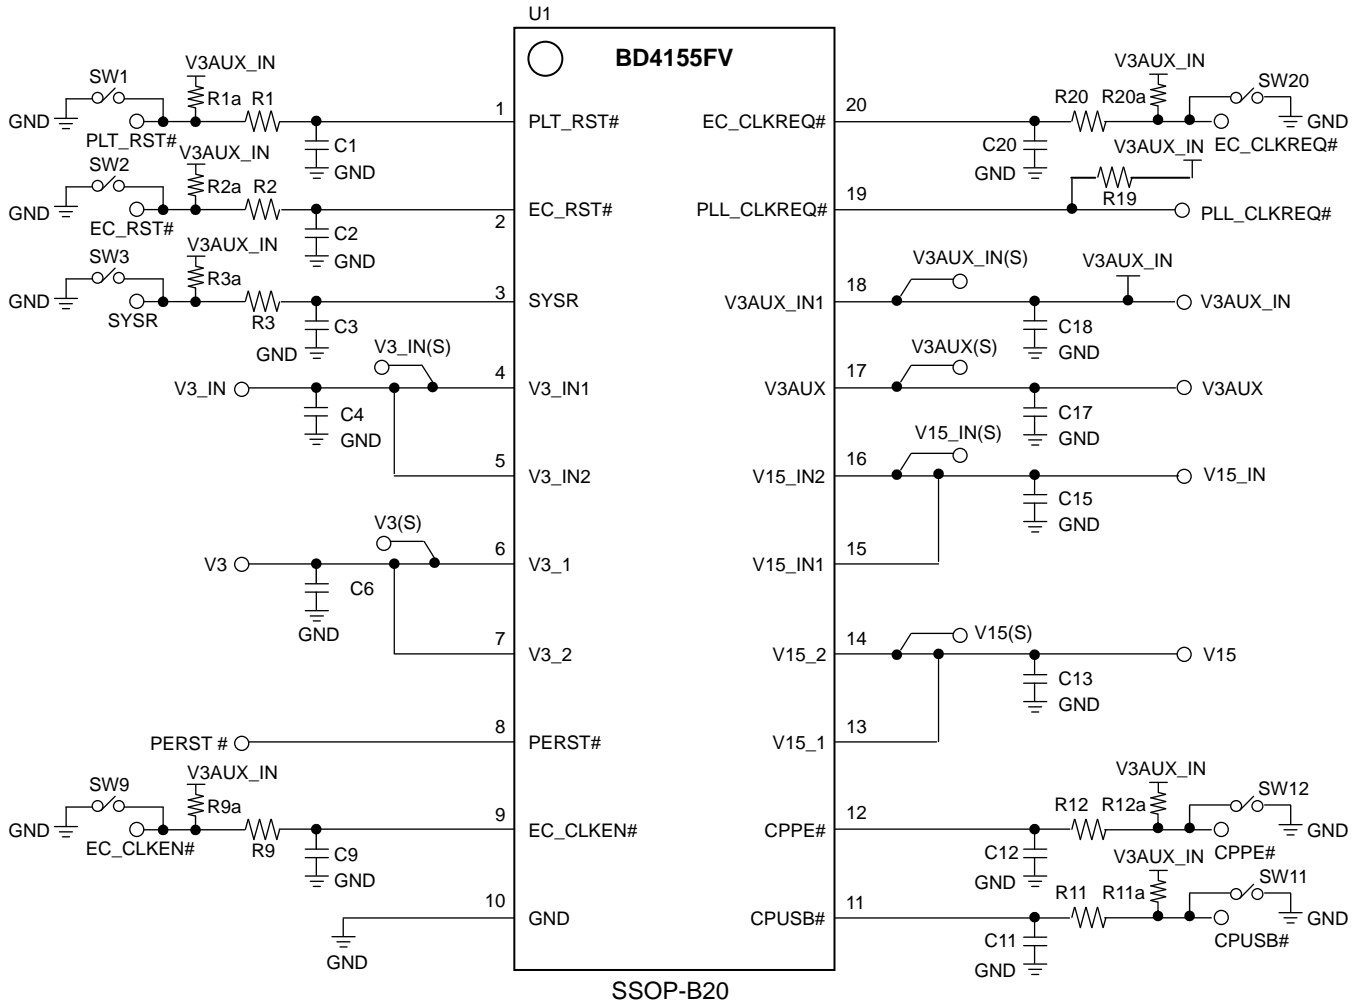 U1
BD4155FV
V3AUX_IN
SW1
R1a
R1
GND
PLT_RST#
C1
GND
1
PLT_RST#
V3AUX_IN
SW2
R2a
R2
GND
EC_RST#
C2
GND
2
EC_RST#
V3AUX_IN
SW3
R3a
GND
SYSR
R3
C3
GND
3
SYSR
V3_IN(S)
V3_IN
C4
GND
4
V3_IN1
5
V3_IN2
V3(S)
V3
C6
GND
6
V3_1
7
V3_2
PERST #
8
PERST#
V3AUX_IN
SW9
R9a
GND
EC_CLKEN#
R9
C9
GND
9
EC_CLKEN#
10
GND
GND
20
EC_CLKREQ#
V3AUX_IN
R20
R20a
SW20
GND
C20
GND
EC_CLKREQ#
V3AUX_IN
19
PLL_CLKREQ#
R19
PLL_CLKREQ#
V3AUX_IN(S)
V3AUX_IN
18
V3AUX_IN1
V3AUX_IN
C18
GND
V3AUX(S)
17
V3AUX
V3AUX
C17
GND
V15_IN(S)
16
V15_IN2
V15_IN
C15
GND
15
V15_IN1
V15(S)
14
V15_2
V15
C13
GND
13
V15_1
V3AUX_IN
SW12
R12
R12a
12
CPPE#
GND
C12
GND
CPPE#
V3AUX_IN
SW11
R11
R11a
11
CPUSB#
GND
C11
GND
CPUSB#
SSOP-B20